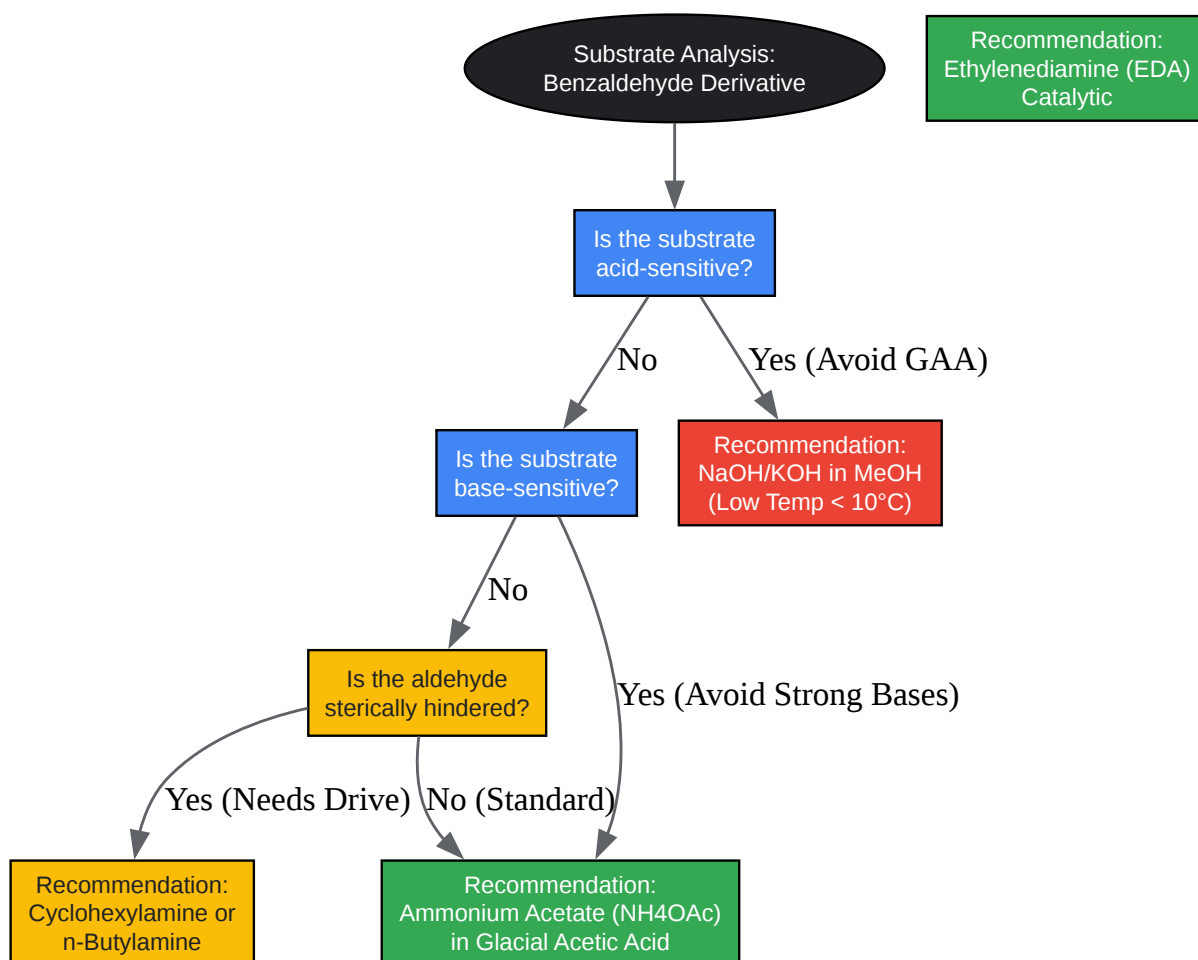 Substrate Analysis:
Benzaldehyde Derivative
Recommendation:
Ethylenediamine (EDA)
Catalytic
Is the substrate
acid-sensitive?
No
Yes (Avoid GAA)
Is the substrate
base-sensitive?
Recommendation:
NaOH/KOH in MeOH
(Low Temp < 10°C)
No
Yes (Avoid Strong Bases)
Is the aldehyde
sterically hindered?
Yes (Needs Drive)
No (Standard)
Recommendation:
Cyclohexylamine or
n-Butylamine
Recommendation:
Ammonium Acetate (NH4OAc)
in Glacial Acetic Acid